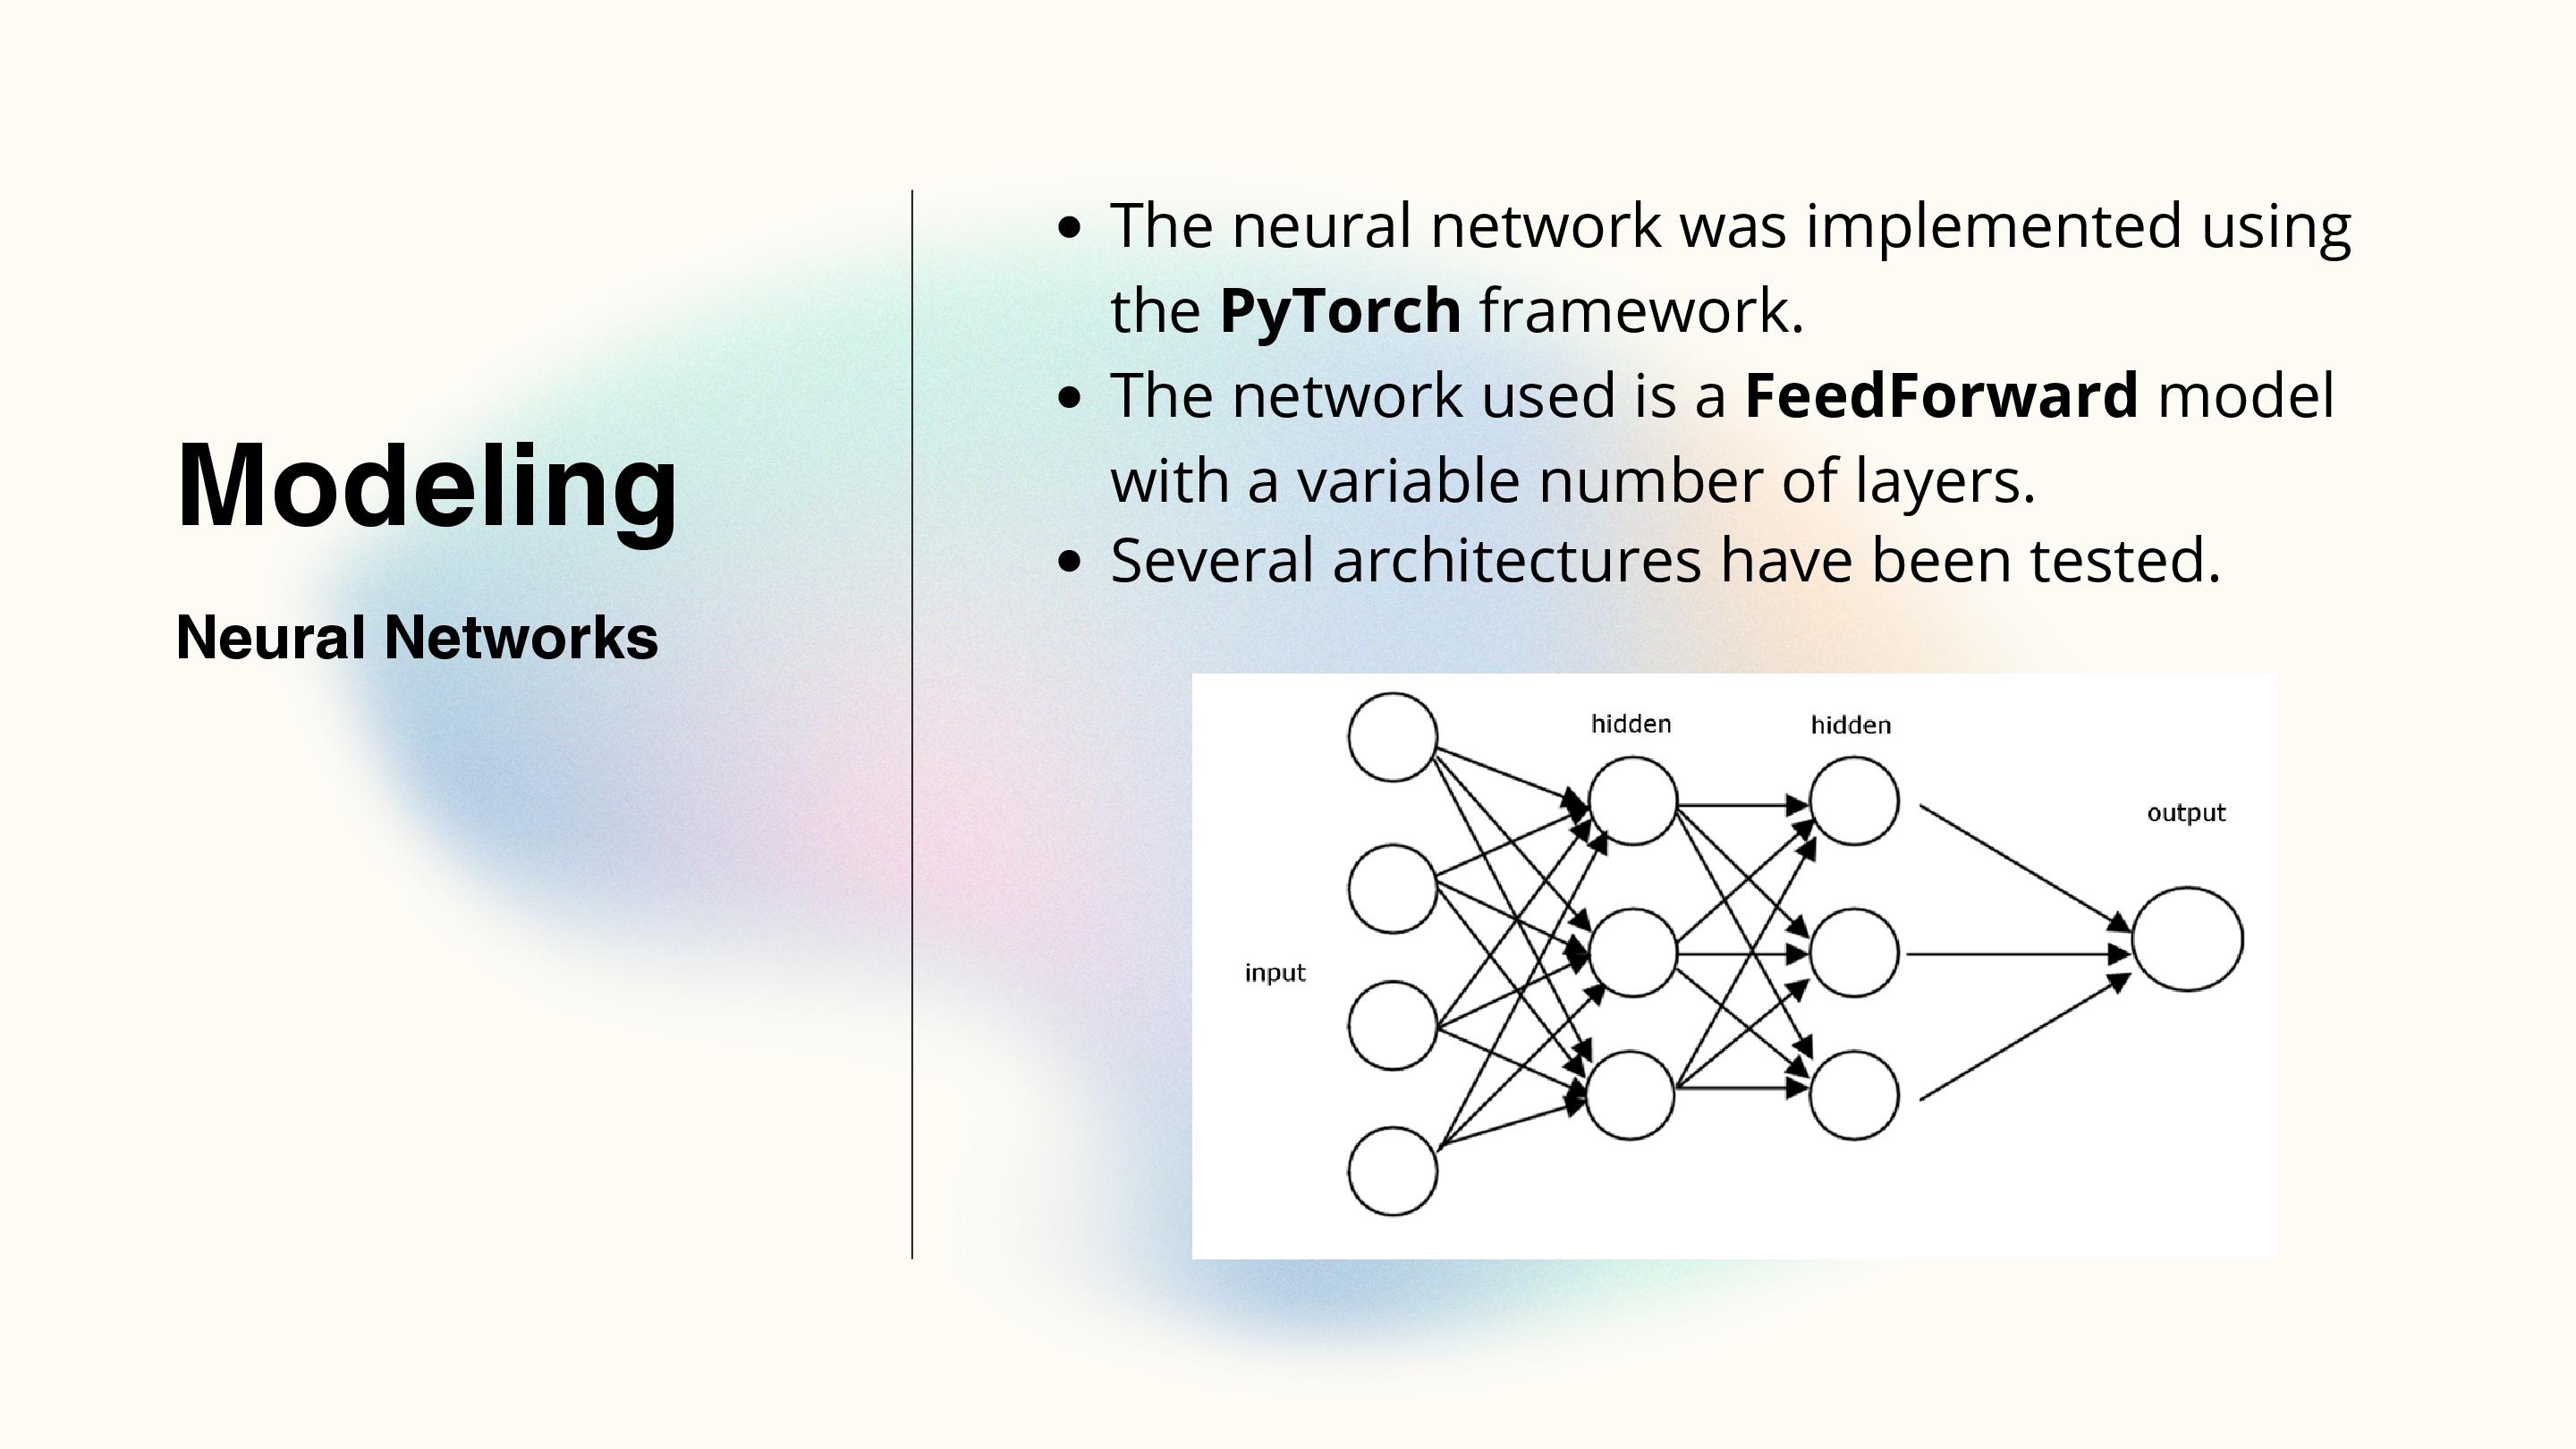 Modeling
Neural Networks
• The neural network was implemented using
the PyTorch framework.
• The network used is a FeedForward model
with a variable number of layers.
• Several architectures have been tested.
hidden
hidden
output
input